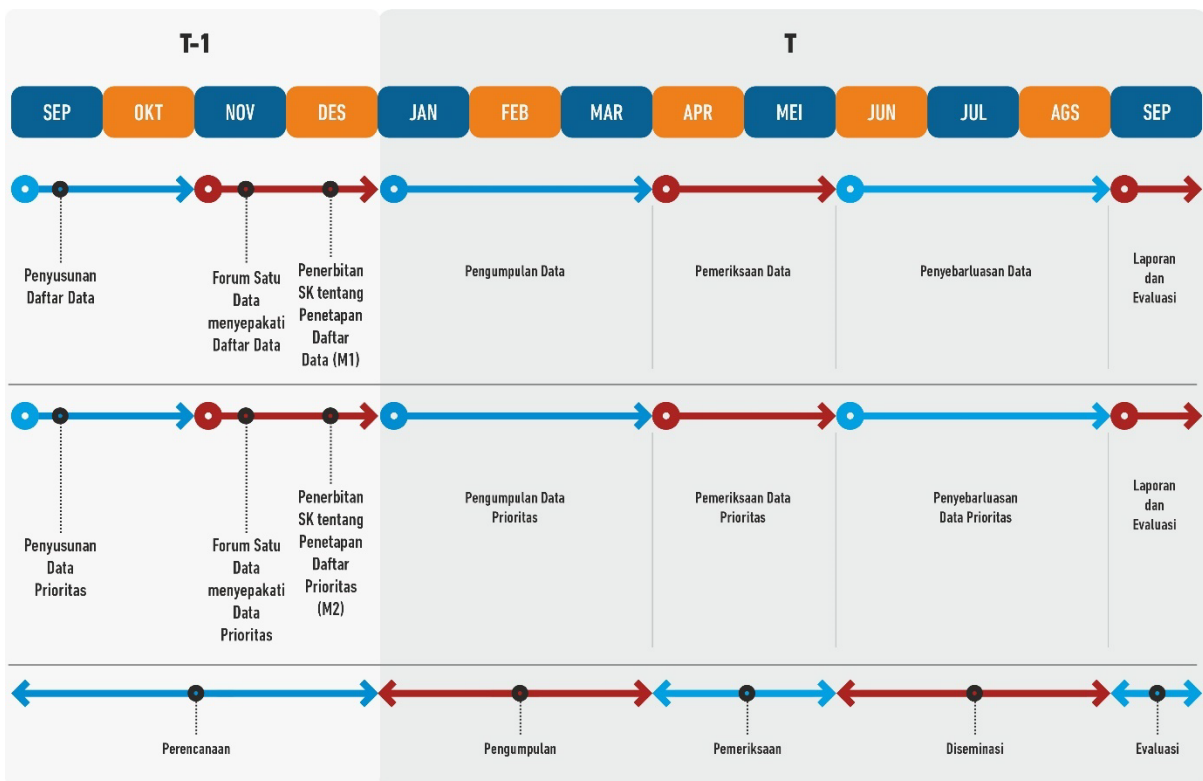 T-1
T
SEP
OKT
NOV
DES
JAN
FEB
MAR
APR
MEI
JUN
JUL
AGS
SEP
Penyusunan
Daftar Data
Forum Satu
Data
menyepakati
Daftar Data
Penerbitan
SK tentang
Penetapan
Daftar
Data (M1)
Pengumpulan Data
Pemeriksaan Data
Penyebarluasan Data
Laporan
dan
Evaluasi
Penyusunan
Data
Prioritas
Forum Satu
Data
menyepakati
Data
Prioritas
Penerbitan
SK tentang
Penetapan
Daftar
Prioritas
(M2)
Pengumpulan Data
Prioritas
Pemeriksaan Data
Prioritas
Penyebarluasan
Data Prioritas
Laporan
dan
Evaluasi
Perencanaan
Pengumpulan
Pemeriksaan
Diseminasi
Evaluasi